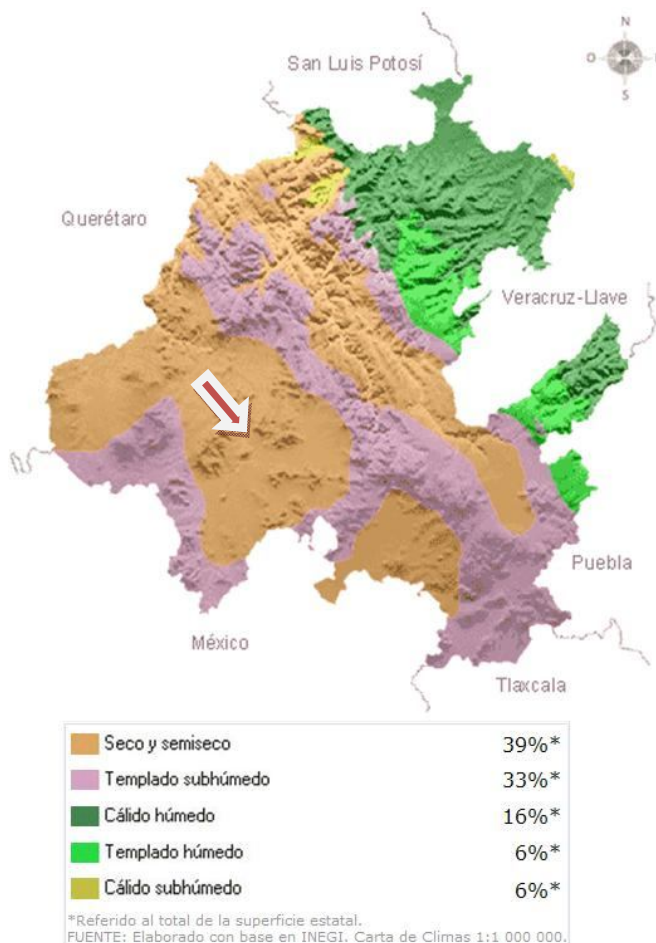 N
San Luis Potosí
O
E
S
Querétaro
Veracruz-Llave
Puebla
México
Tlaxcala
Seco y semiseco 39%*
Templado subhúmedo 33%*
Cálido húmedo 16%*
Templado húmedo 6%*
Cálido subhúmedo 6%*
*Referido al total de la superficie estatal.
FUENTE: Elaborado con base en INEGI. Carta de Climas 1:1 000 000.